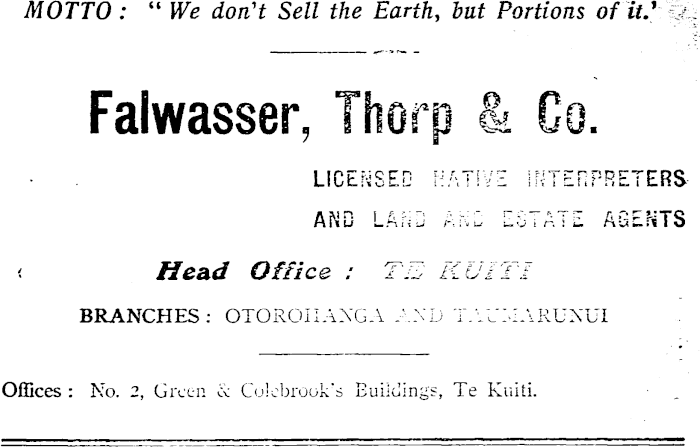 MOTTO: "We don't Sell the Earth, but Portions of it.'
Falwasser, Thorp & Co.
LICENSED NATIVE INTERPRETERS
AND LAND AND ESTATE AGENTS
Head Office: TE KUITI
BRANCHES: OTOROHANGA AND TAUMARUNUI
Offices: No. 2, Green & Colebrook's Buildings, Te Kuiti.